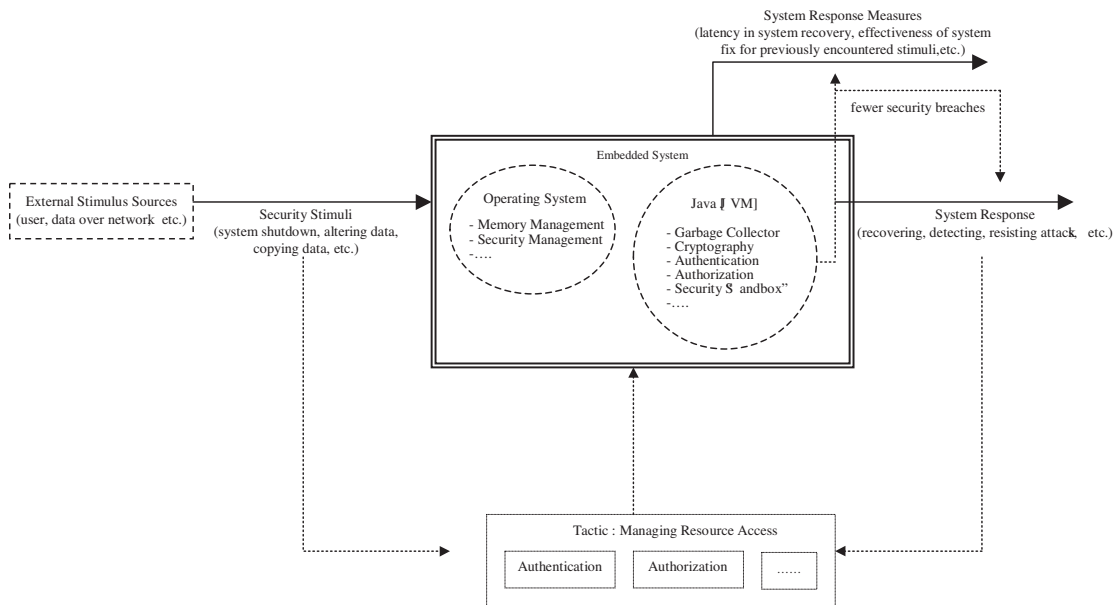 System Response Measures
(latency in system recovery, effectiveness of system
fix for previously encountered stimuli,etc.)
fewer security breaches
Embedded System
External Stimulus Sources
(user, data over network, etc.)
Security Stimuli
(system shutdown, altering data,
copying data, etc.)
Operating System
- Memory Management
- Security Management
-….
Java [JVM]
- Garbage Collector
- Cryptography
- Authentication
- Authorization
- Security “Sandbox”
-….
System Response
(recovering, detecting, resisting attack, etc.)
Tactic : Managing Resource Access
Authentication
Authorization
……